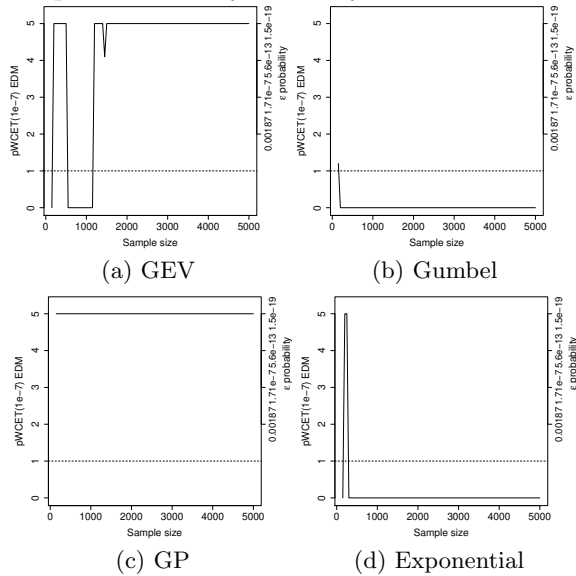 0 1 2 3 4 5
pWCET(1e-7) EDM
0 1000 2000 3000 4000 5000
Sample size
0.00187 1.71e-7 5.6e-13 1.5e-19
ε probability
(a) GEV
0 1 2 3 4 5
pWCET(1e-7) EDM
0 1000 2000 3000 4000 5000
Sample size
0.00187 1.71e-7 5.6e-13 1.5e-19
ε probability
(b) Gumbel
0 1 2 3 4 5
pWCET(1e-7) EDM
0 1000 2000 3000 4000 5000
Sample size
0.00187 1.71e-7 5.6e-13 1.5e-19
ε probability
(c) GP
0 1 2 3 4 5
pWCET(1e-7) EDM
0 1000 2000 3000 4000 5000
Sample size
0.00187 1.71e-7 5.6e-13 1.5e-19
ε probability
(d) Exponential